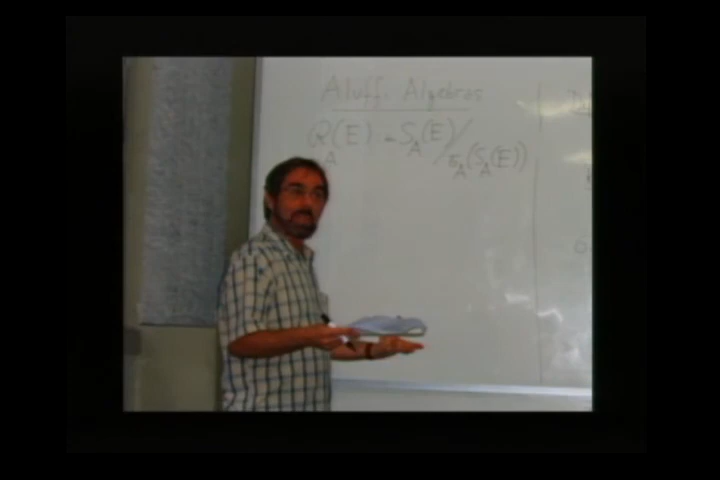 Aluffi Algebras
R_A(E) = S_A(E)/τ_A(S_A(E))